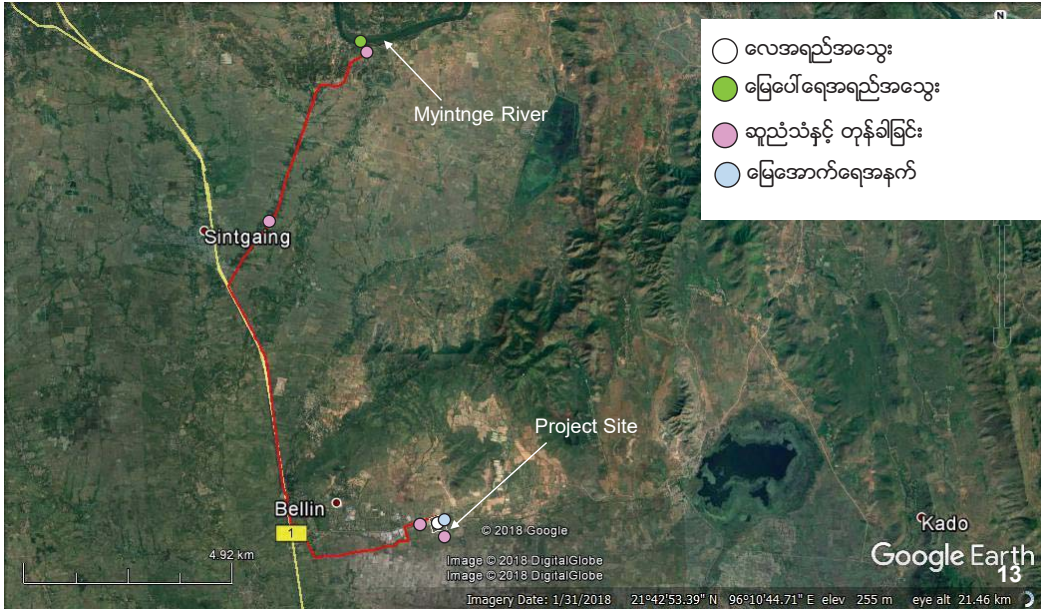 N
လေအရည်အသွေး
မြေပေါ်ရေအရည်အသွေး
ဆူညံသံနှင့် တုန်ခါခြင်း
မြေအောက်ရေအနက်
Myintnge River
Sintgaing
Project Site
Bellin
1
© 2018 Google
Kado
4.92 km
Image © 2018 DigitalGlobe
Image © 2018 DigitalGlobe
Google Earth
13
Imagery Date: 1/31/2018 21°42'53.39" N 96°10'44.71" E elev 255 m eye alt 21.46 km